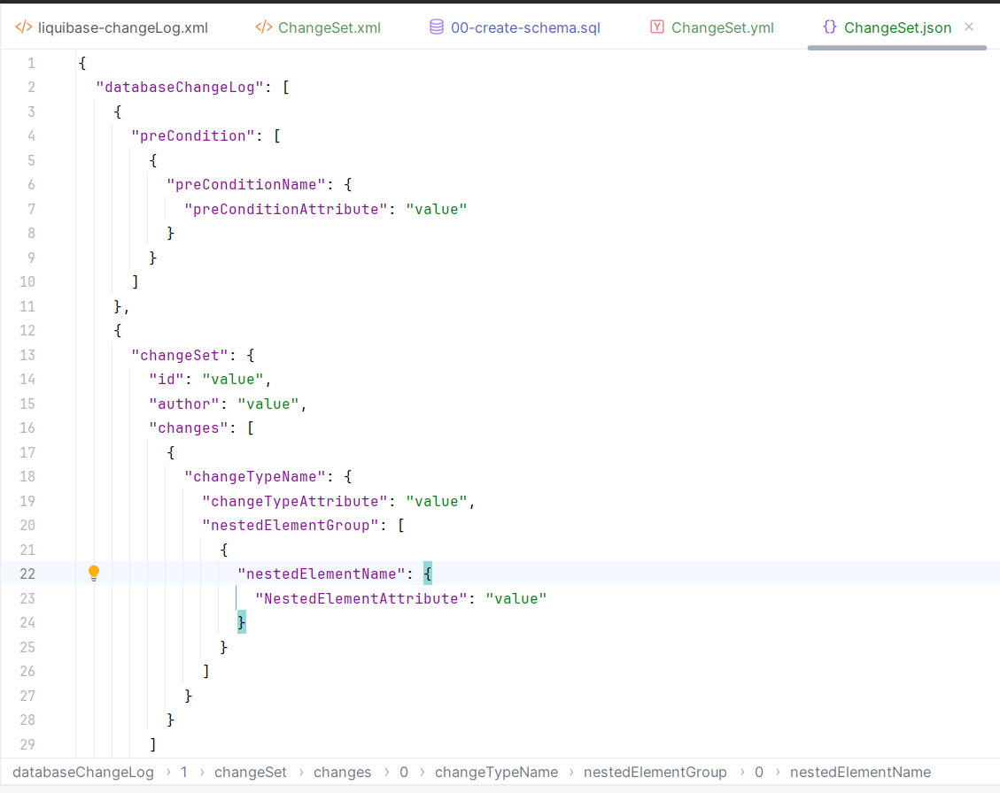 liquibase-changeLog.xml ChangeSet.xml 00-create-schema.sql ChangeSet.yml ChangeSet.json
1 {
2 "databaseChangeLog": [
3 {
4 "preCondition": [
5 {
6 "preConditionName": {
7 "preConditionAttribute": "value"
8 }
9 }
10 ]
11 },
12 {
13 "changeSet": {
14 "id": "value",
15 "author": "value",
16 "changes": [
17 {
18 "changeTypeName": {
19 "changeTypeAttribute": "value",
20 "nestedElementGroup": [
21 {
22 "nestedElementName": {
23 "NestedElementAttribute": "value"
24 }
25 }
26 ]
27 }
28 }
29 ]
databaseChangeLog › 1 › changeSet › changes › 0 › changeTypeName › nestedElementGroup › 0 › nestedElementName